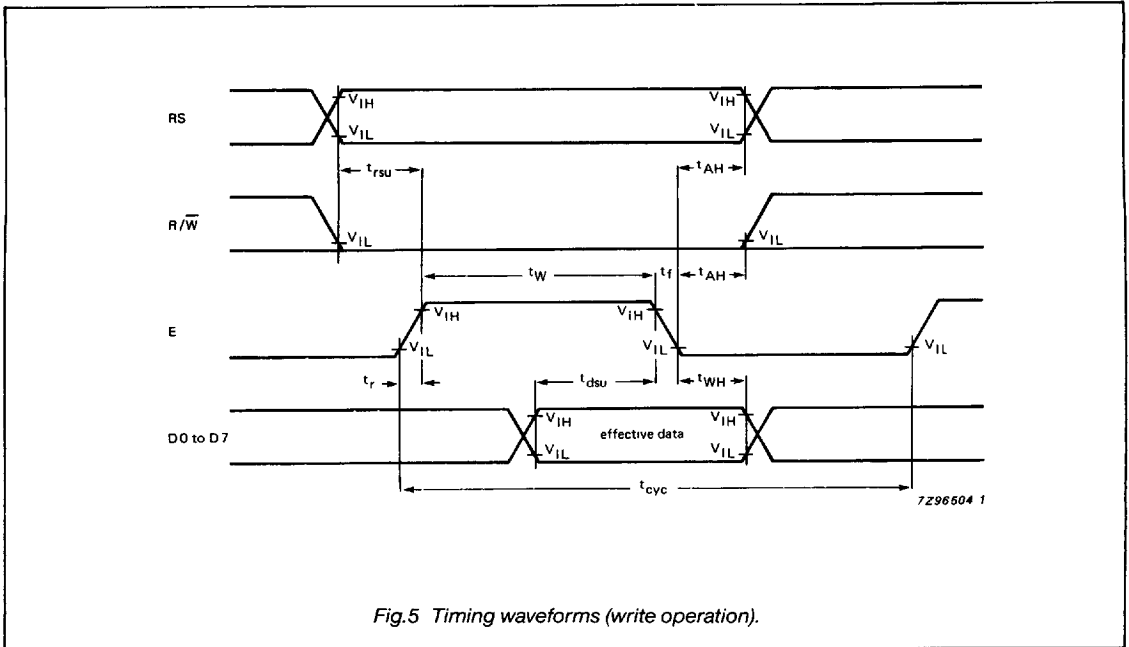 RS
V_IH
V_IH
V_IL
V_IL
t_rsu
t_AH
R/W̅
V_IL
V_IL
t_W
t_f
t_AH
E
V_IH
V_IH
V_IL
V_IL
V_IL
t_r
t_dsu
t_WH
D0 to D7
V_IH
effective data
V_IH
V_IL
V_IL
t_cyc
7Z96504 1
Fig.5 Timing waveforms (write operation).